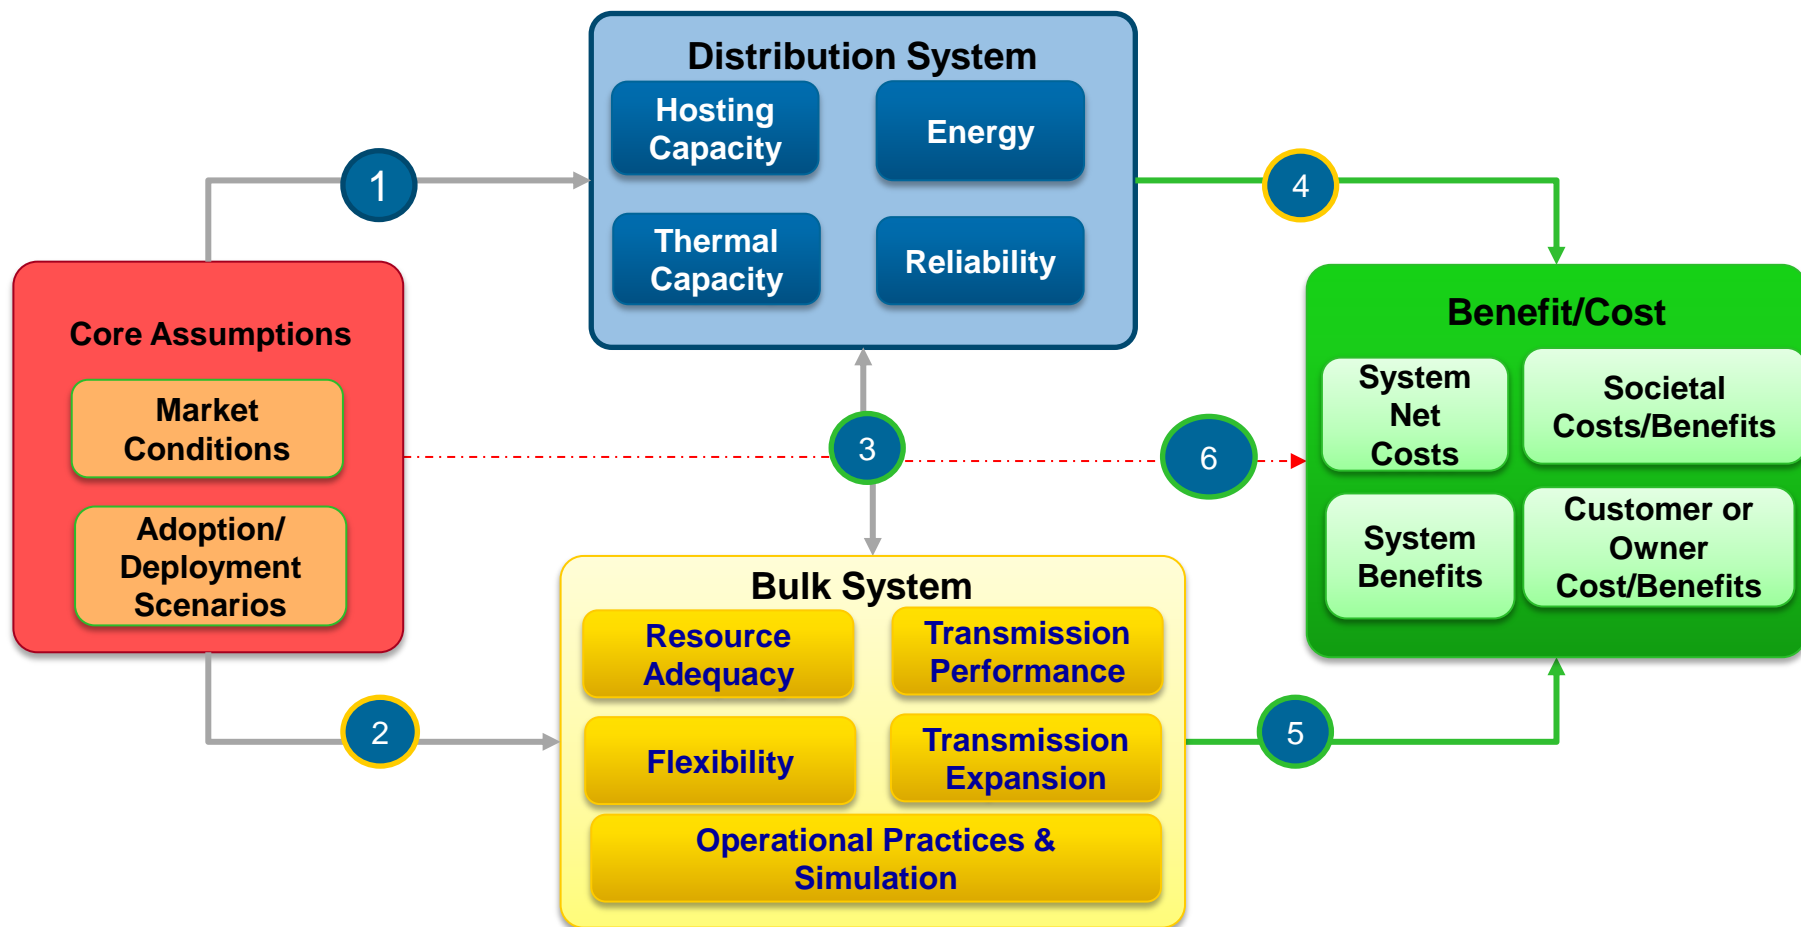 Distribution System
Hosting
Capacity
Energy
Thermal
Capacity
Reliability
1
4
Core Assumptions
Market
Conditions
Adoption/
Deployment
Scenarios
3
6
Benefit/Cost
System
Net
Costs
Societal
Costs/Benefits
System
Benefits
Customer or
Owner
Cost/Benefits
2
5
Bulk System
Resource
Adequacy
Transmission
Performance
Flexibility
Transmission
Expansion
Operational Practices &
Simulation